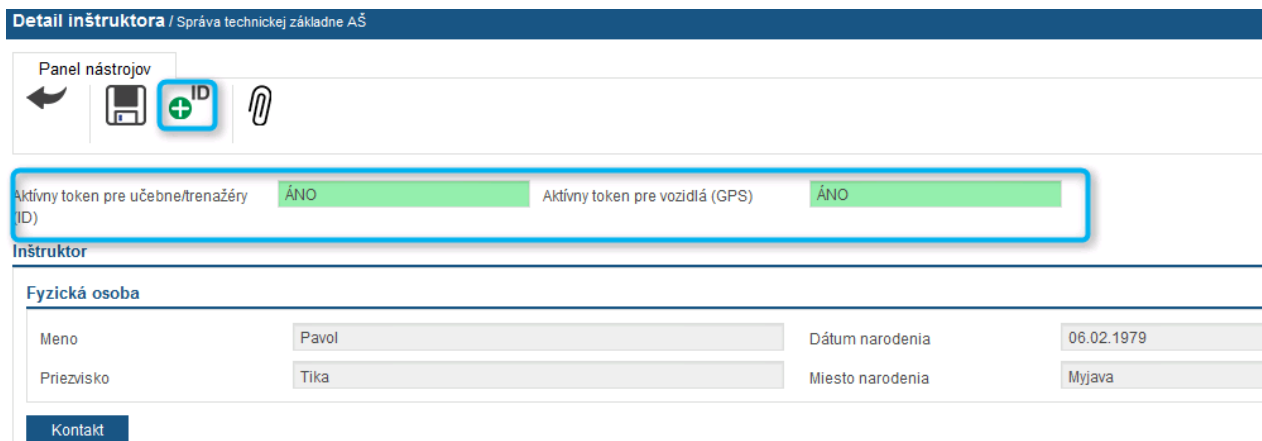 Detail inštruktora / Správa technickej základne AŠ
Panel nástrojov
ID
Aktívny token pre učebne/trenažéry ÁNO Aktívny token pre vozidlá (GPS) ÁNO
(ID)
Inštruktor
Fyzická osoba
Meno Pavol Dátum narodenia 06.02.1979
Priezvisko Tika Miesto narodenia Myjava
Kontakt